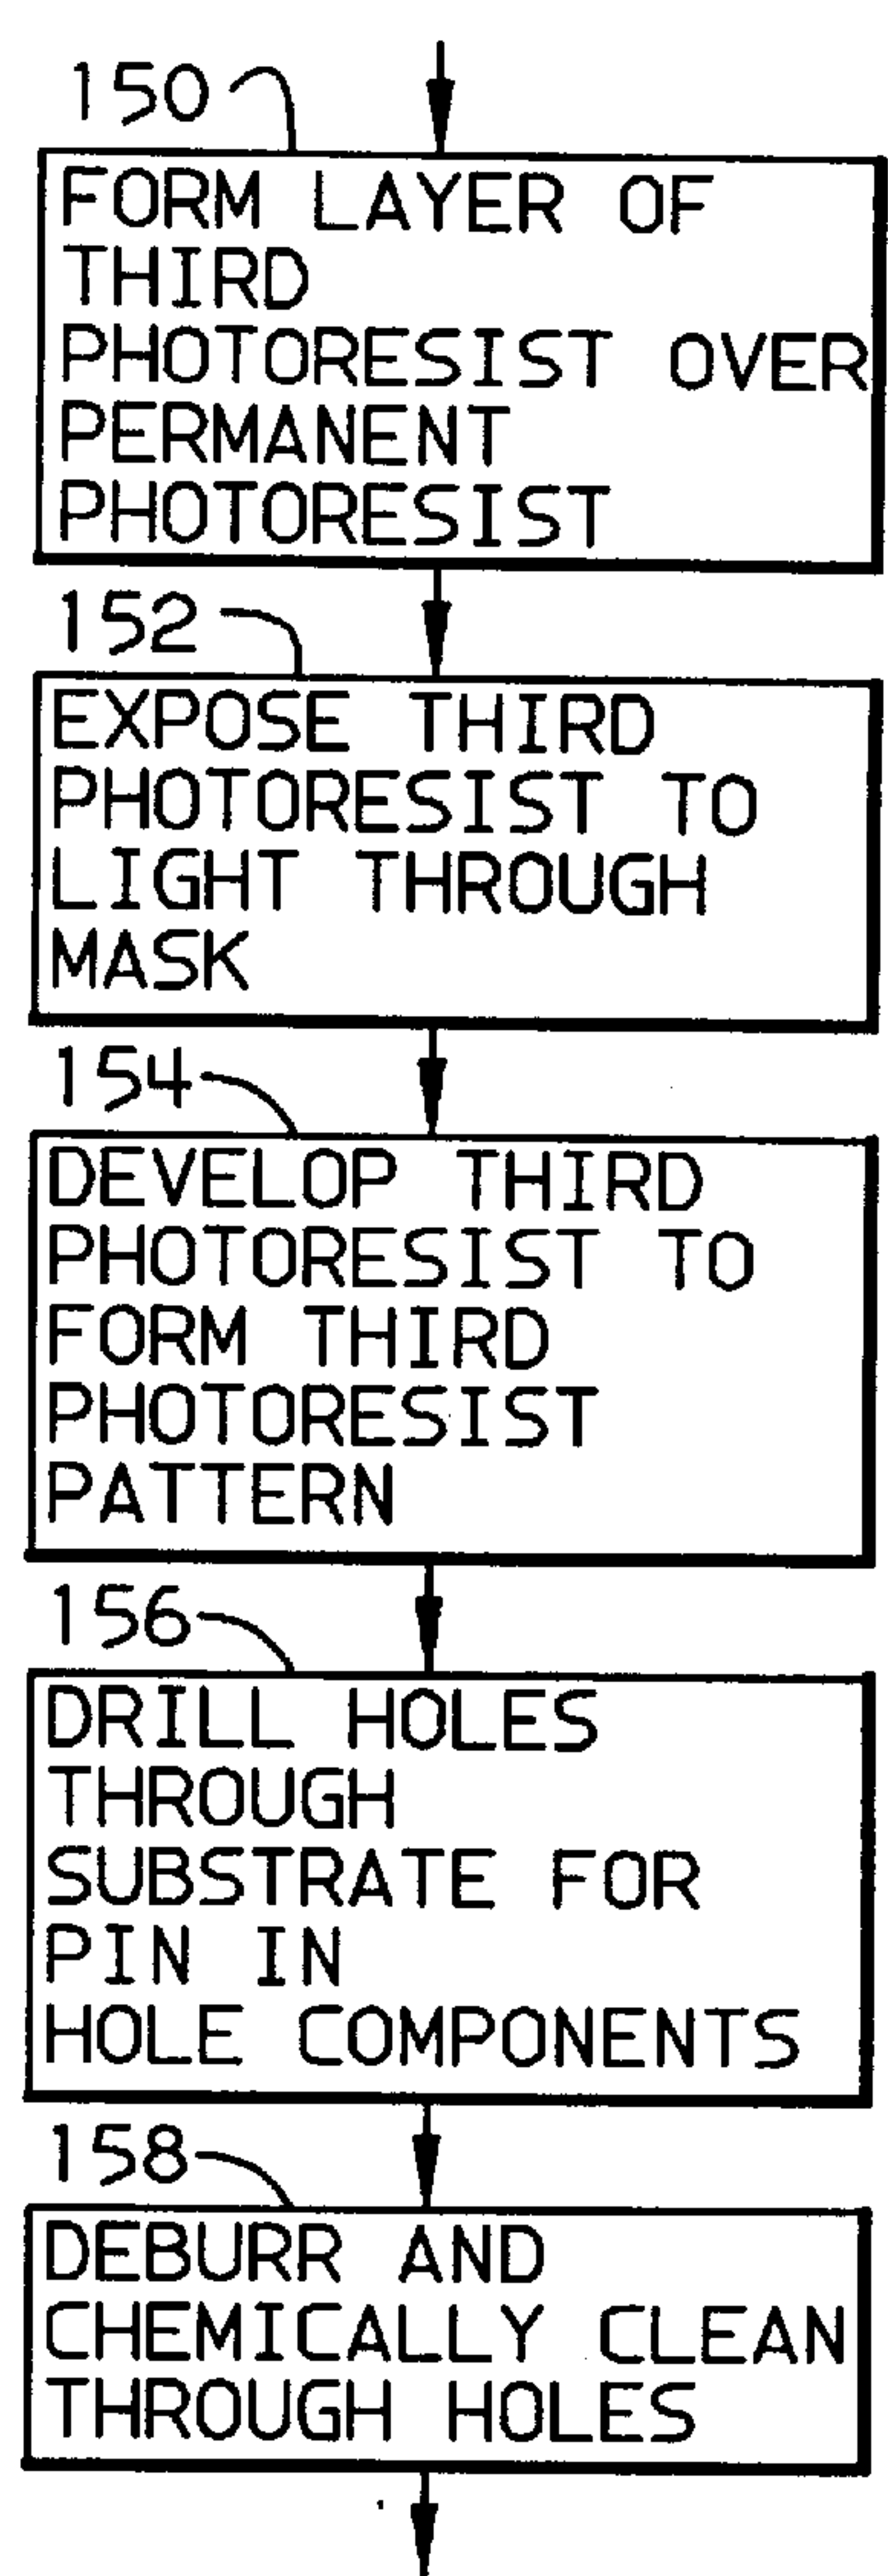 150
FORM LAYER OF
THIRD
PHOTORESIST OVER
PERMANENT
PHOTORESIST
152
EXPOSE THIRD
PHOTORESIST TO
LIGHT THROUGH
MASK
154
DEVELOP THIRD
PHOTORESIST TO
FORM THIRD
PHOTORESIST
PATTERN
156
DRILL HOLES
THROUGH
SUBSTRATE FOR
PIN IN
HOLE COMPONENTS
158
DEBURR AND
CHEMICALLY CLEAN
THROUGH HOLES